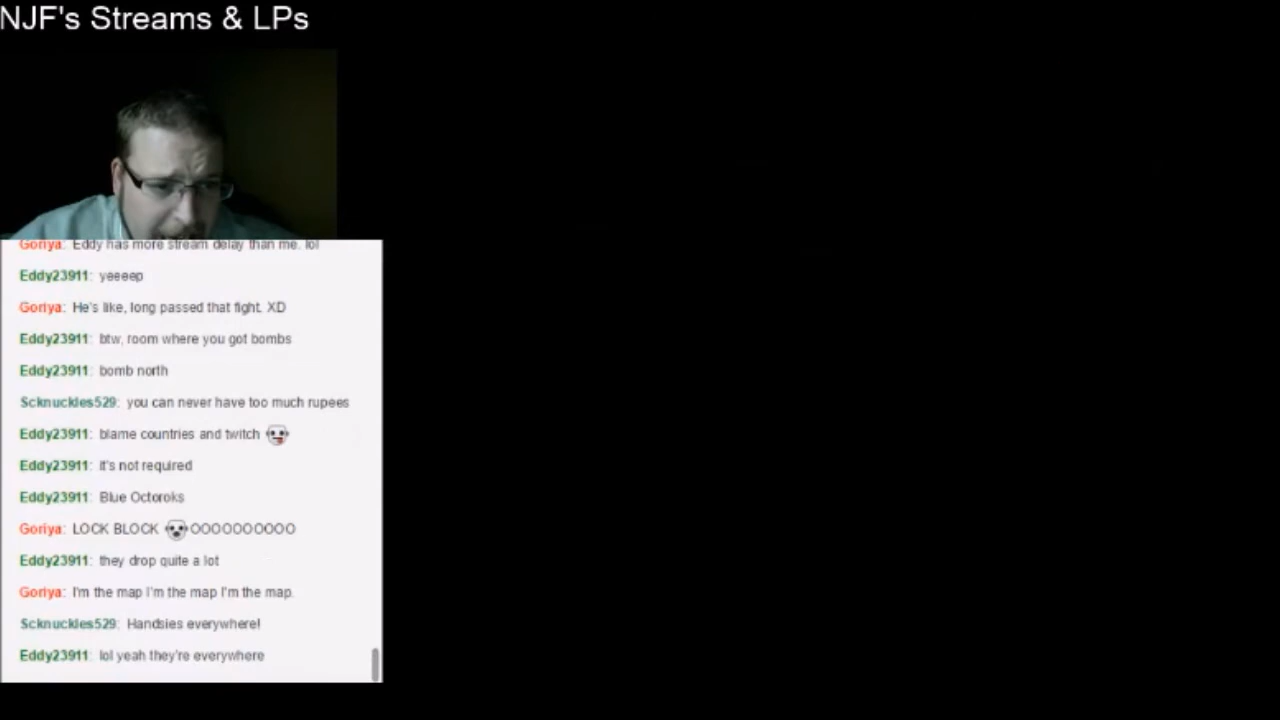 NJF's Streams & LPs
Goriya: Eddy has more stream delay than me. lol
Eddy23911: yeeeep
Goriya: He's like, long passed that fight. XD
Eddy23911: btw, room where you got bombs
Eddy23911: bomb north
Scknuckles529: you can never have too much rupees
Eddy23911: blame countries and twitch
Eddy23911: it's not required
Eddy23911: Blue Octoroks
Goriya: LOCK BLOCK OOOOOOOOOO
Eddy23911: they drop quite a lot
Goriya: I'm the map I'm the map I'm the map.
Scknuckles529: Handsies everywhere!
Eddy23911: lol yeah they're everywhere